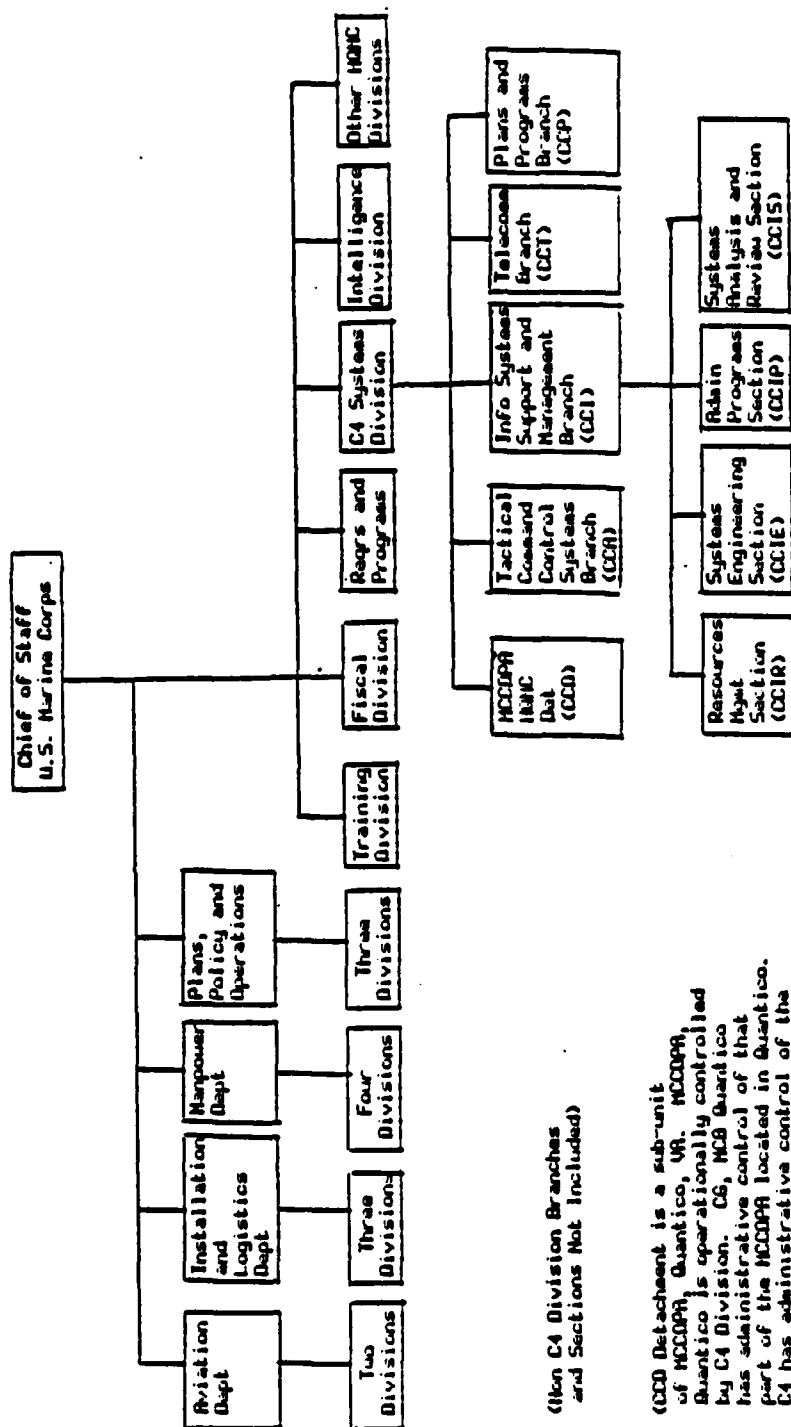 Chief of Staff
U.S. Marine Corps
Aviation
Dept
Installation
and
Logistics
Dept
Manpower
Dept
Plans,
Policy and
Operations
Two
Divisions
Three
Divisions
Four
Divisions
Three
Divisions
Training
Division
Fiscal
Division
Reqrs and
Programs
C4 Systems
Division
Intelligance
Division
Other HQMC
Divisions
MCCDPA
HQMC
Det
(CCD)
Tactical
Command
Control
Systems
Branch
(CCA)
Info Systems
Support and
Management
Branch
(CCI)
Telecomm
Branch
(CCT)
Plans and
Programs
Branch
(CCP)
Resources
Mgmt
Section
(CCIR)
Systems
Engineering
Section
(CCIE)
Admin
Programs
Section
(CCIP)
Systems
Analysis and
Review Section
(CCIS)
(Non C4 Division Branches
and Sections Not Included)
(CCD Detachment is a sub-unit
of MCCDPA, Quantico, VA. MCCDPA,
Quantico is operationally controlled
by C4 Division. CG, MCB Quantico
has administrative control of that
part of the MCCDPA located in Quantico.
C4 has administrative control of the